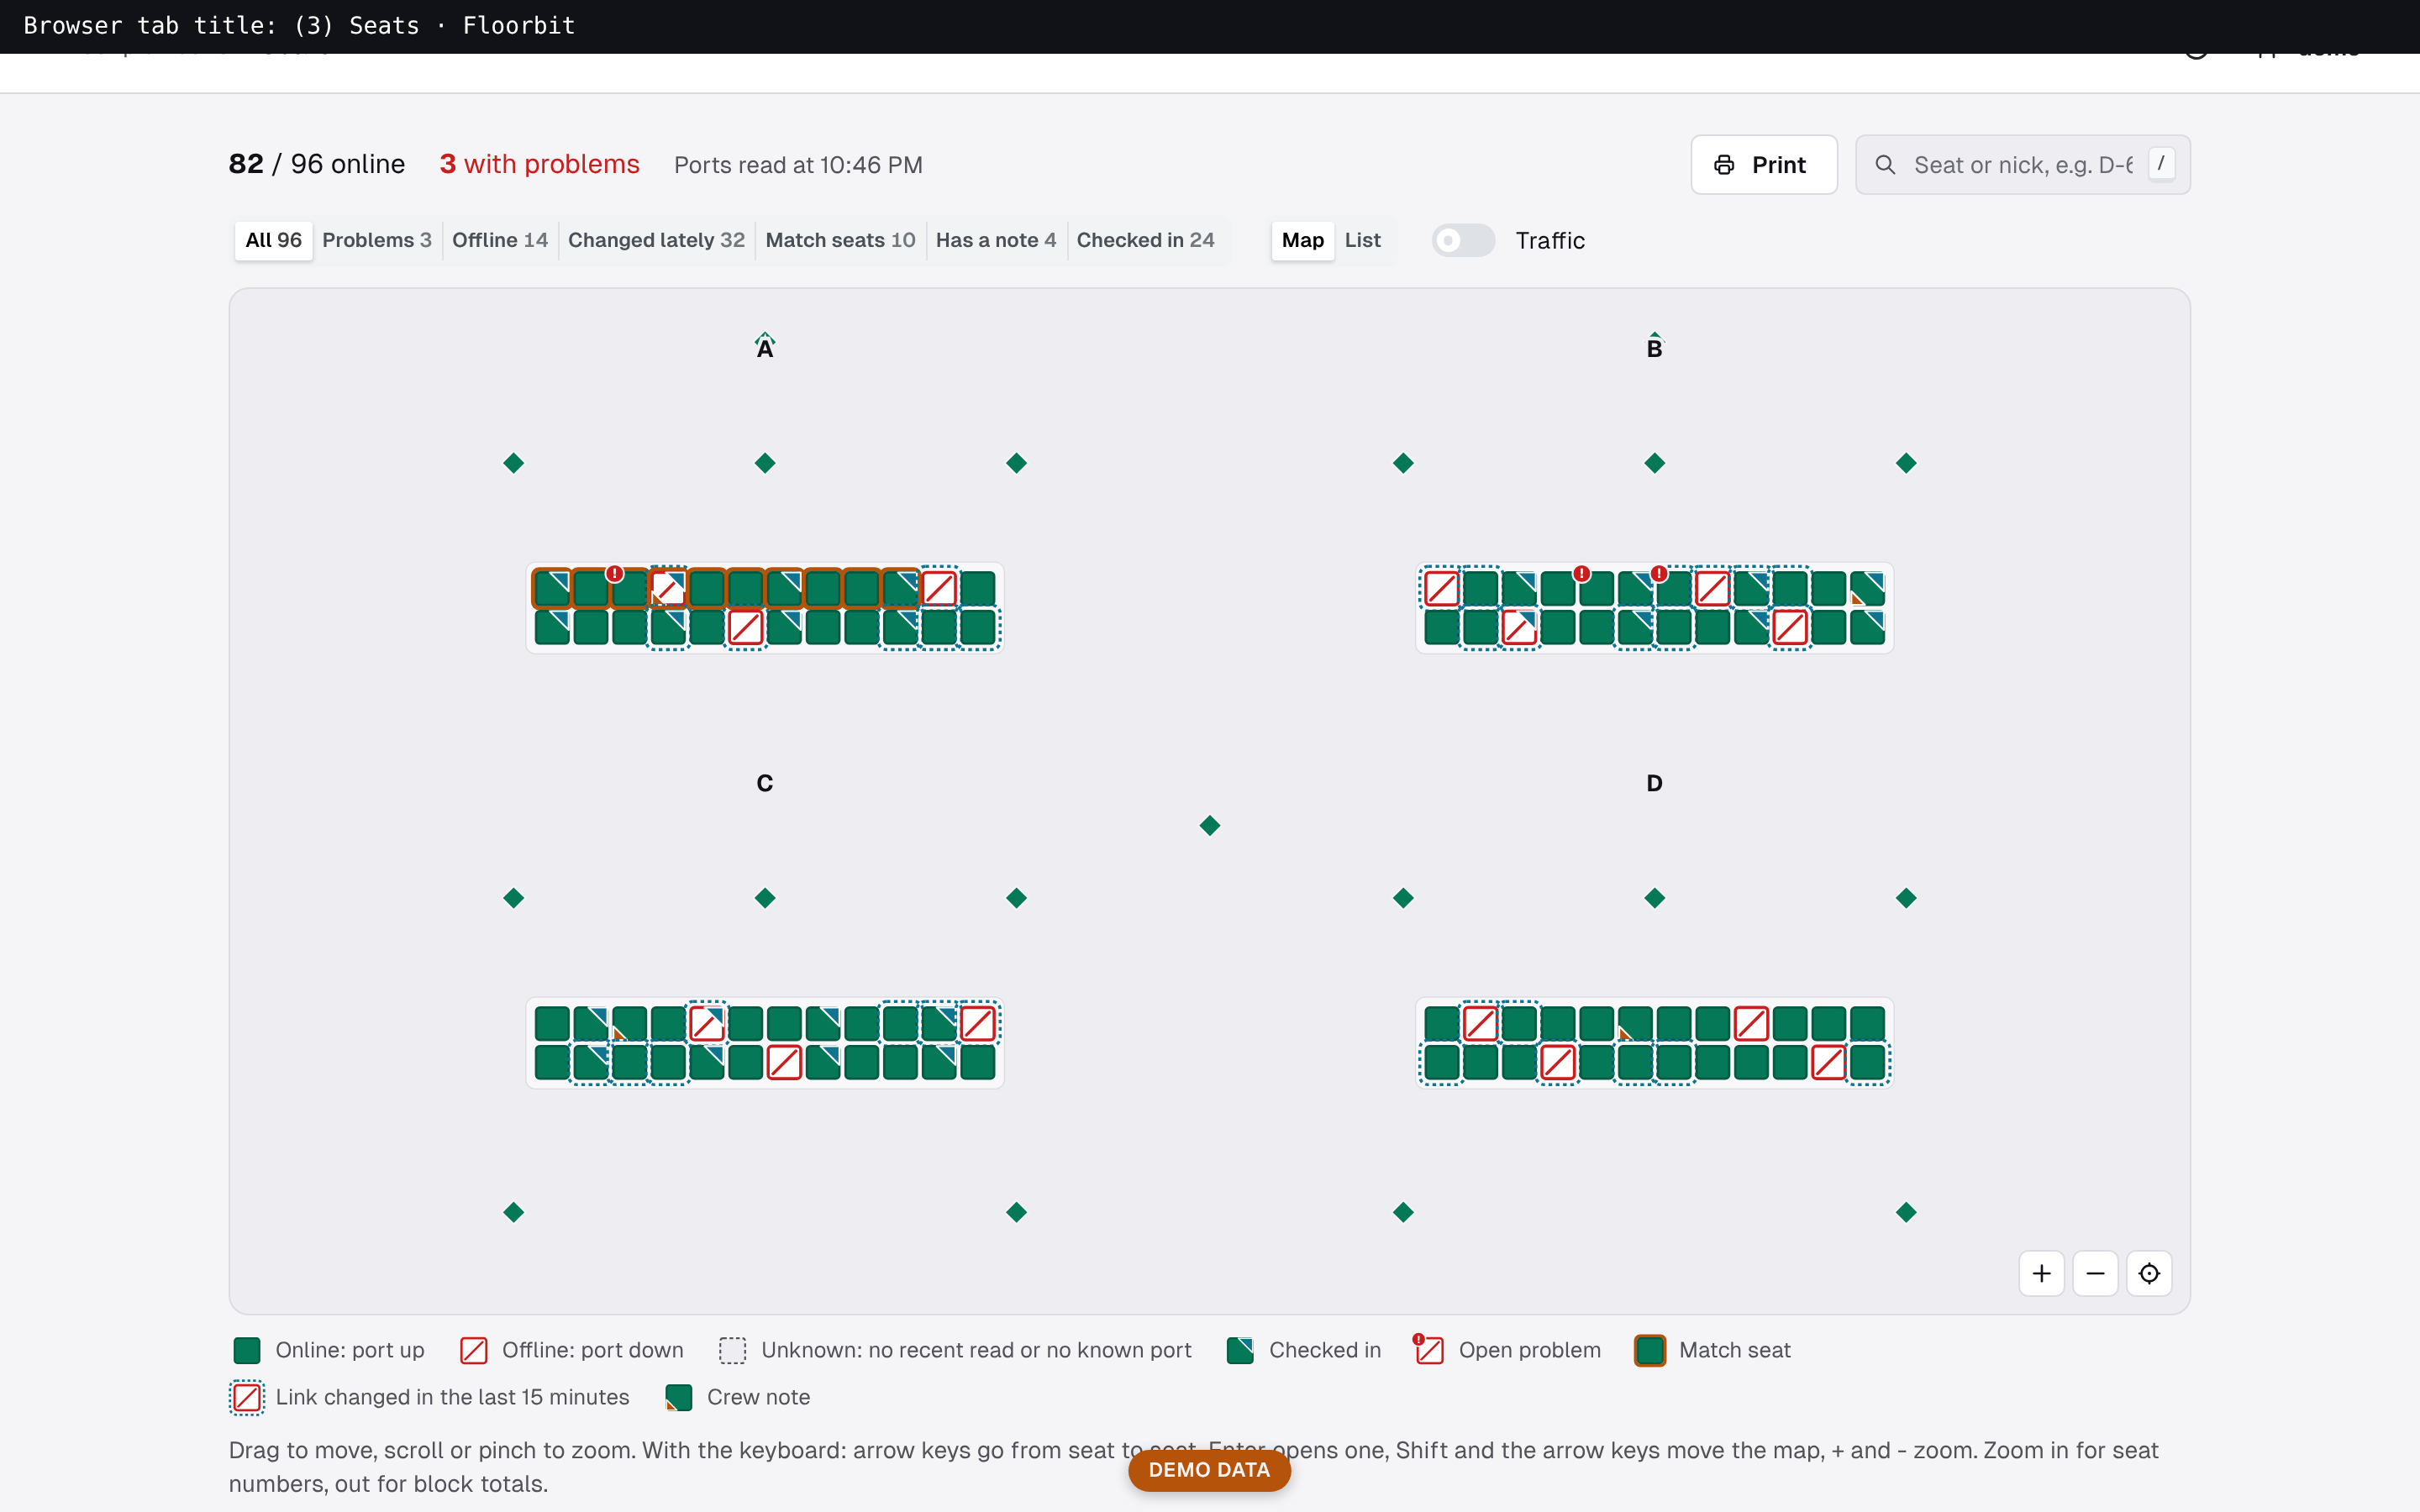 Browser tab title: (3) Seats · Floorbit
82 / 96 online 3 with problems Ports read at 10:46 PM Print Seat or nick, e.g. D-6 /
All 96 Problems 3 Offline 14 Changed lately 32 Match seats 10 Has a note 4 Checked in 24 Map List Traffic
A B
! ! !
C D
Online: port up Offline: port down Unknown: no recent read or no known port Checked in ! Open problem Match seat
Link changed in the last 15 minutes Crew note
Drag to move, scroll or pinch to zoom. With the keyboard: arrow keys go from seat to seat, Enter opens one, Shift and the arrow keys move the map, + and - zoom. Zoom in for seat
numbers, out for block totals.
DEMO DATA